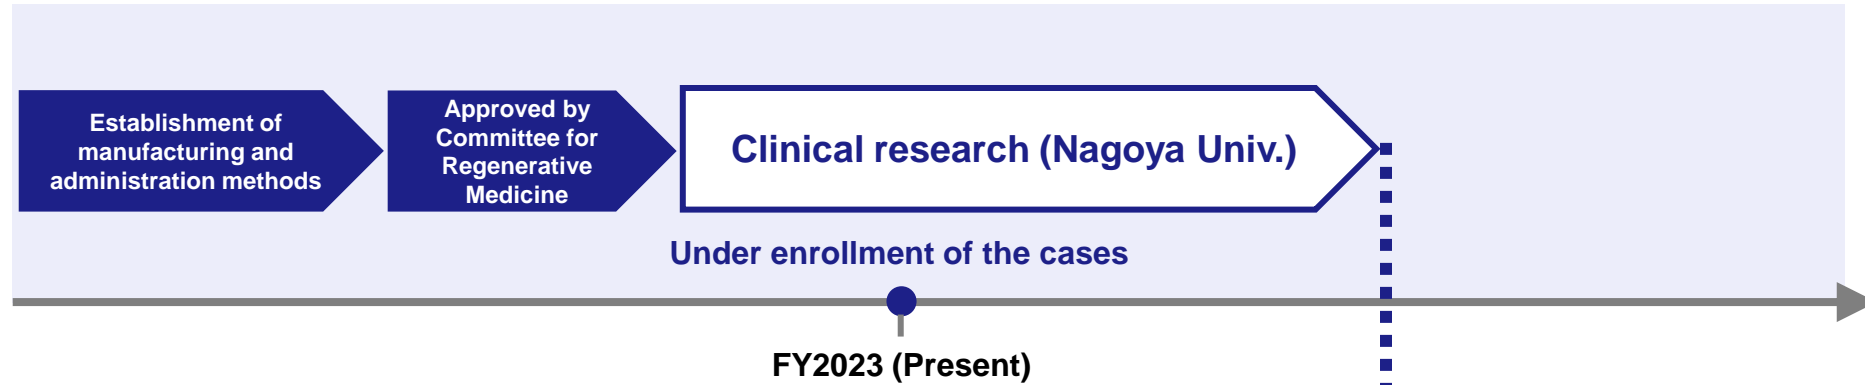 Establishment of
manufacturing and
administration methods
Approved by
Committee for
Regenerative
Medicine
Clinical research (Nagoya Univ.)
Under enrollment of the cases
FY2023 (Present)